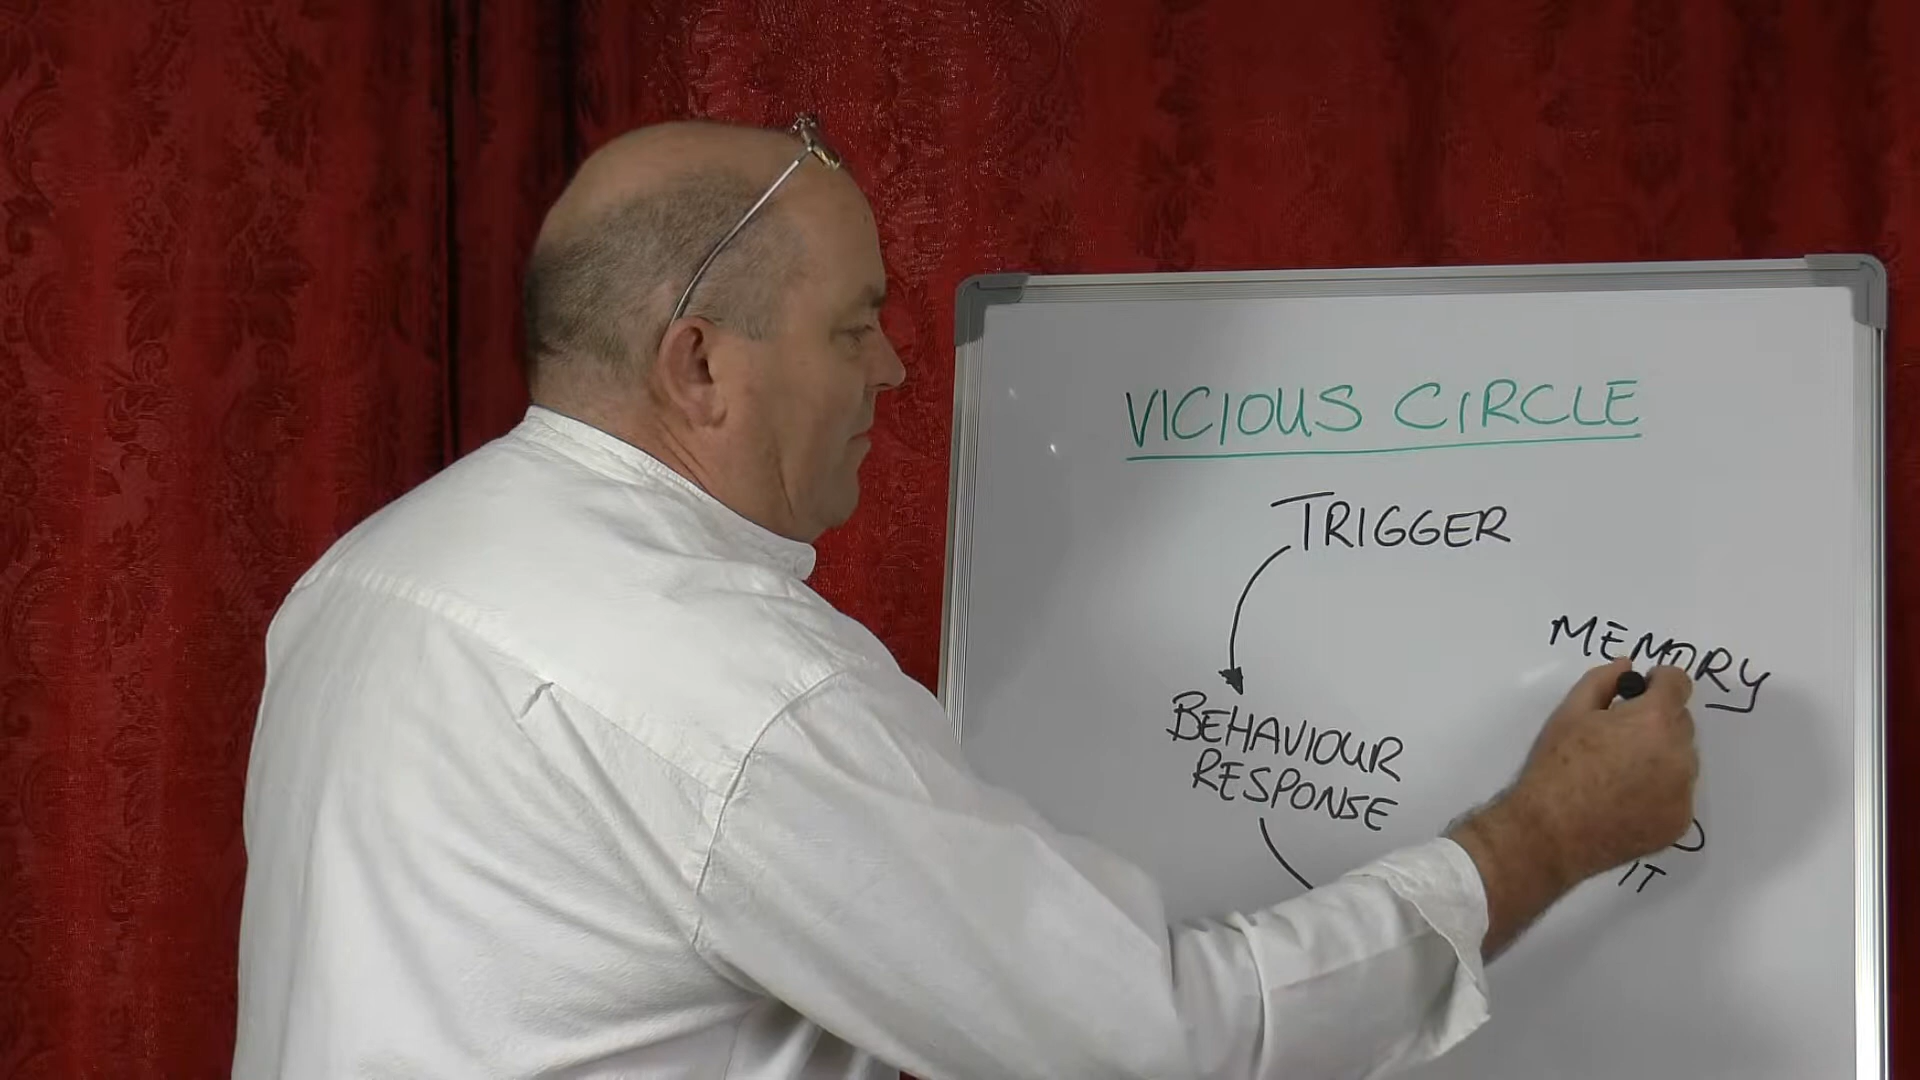 VICIOUS CIRCLE
TRIGGER
MEMORY
BEHAVIOUR
RESPONSE
IT